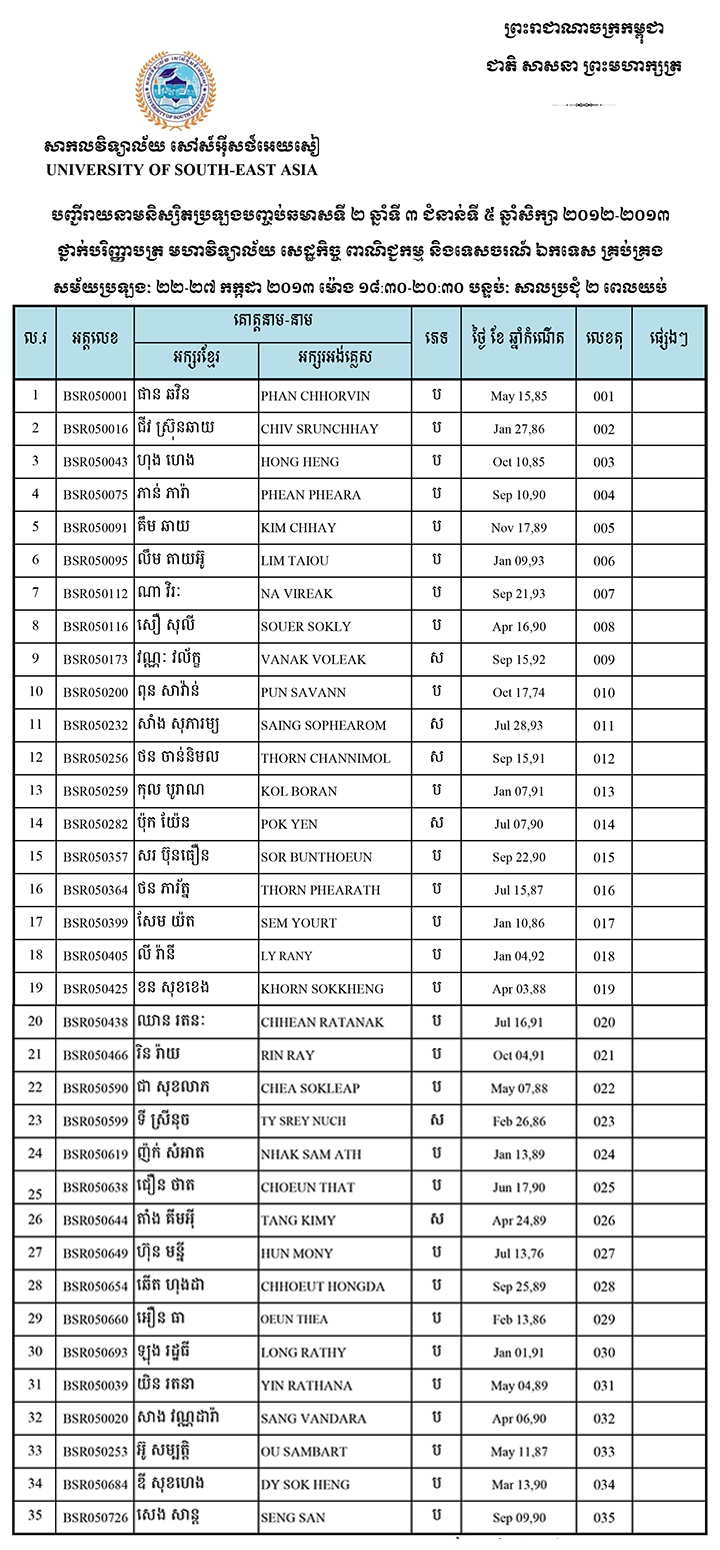 ព្រះរាជាណាចក្រកម្ពុជា
ជាតិ សាសនា ព្រះមហាក្សត្រ
USEA
UNIVERSITY OF SOUTH-EAST ASIA
សាកលវិទ្យាល័យ សៅស៍អ៊ីសថ៍អេយសៀ
UNIVERSITY OF SOUTH-EAST ASIA
បញ្ជីរាយនាមនិស្សិតប្រឡងបញ្ចប់ឆមាសទី ២ ឆ្នាំទី ៣ ជំនាន់ទី ៥ ឆ្នាំសិក្សា ២០១២-២០១៣
ថ្នាក់បរិញ្ញាបត្រ មហាវិទ្យាល័យ សេដ្ឋកិច្ច ពាណិជ្ជកម្ម និងទេសចរណ៍ ឯកទេស គ្រប់គ្រង
សម័យប្រឡង: ២២-២៧ កក្កដា ២០១៣ ម៉ោង ១៨:៣០-២០:៣០ បន្ទប់: សាលប្រជុំ ២ ពេលយប់
ល.រ អត្តលេខ គោត្តនាម-នាម ភេទ ថ្ងៃ ខែ ឆ្នាំកំណើត លេខតុ ផ្សេងៗ
អក្សរខ្មែរ អក្សរអង់គ្លេស
1 BSR050001 ផាន ឆវិន PHAN CHHORVIN ប May 15,85 001
2 BSR050016 ជីវ ស្រ៊ុនឆាយ CHIV SRUNCHHAY ប Jan 27,86 002
3 BSR050043 ហុង ហេង HONG HENG ប Oct 10,85 003
4 BSR050075 ភាន់ ភារ៉ា PHEAN PHEARA ប Sep 10,90 004
5 BSR050091 គឹម ឆាយ KIM CHHAY ប Nov 17,89 005
6 BSR050095 លឹម តាយអ៊ូ LIM TAIOU ប Jan 09,93 006
7 BSR050112 ណា វិរៈ NA VIREAK ប Sep 21,93 007
8 BSR050116 សឿ សុលី SOUER SOKLY ប Apr 16,90 008
9 BSR050173 វណ្ណៈ វល័ក្ខ VANAK VOLEAK ស Sep 15,92 009
10 BSR050200 ពុន សាវ៉ាន់ PUN SAVANN ប Oct 17,74 010
11 BSR050232 សាំង សុភារម្យ SAING SOPHEAROM ស Jul 28,93 011
12 BSR050256 ថន ចាន់និមល THORN CHANNIMOL ស Sep 15,91 012
13 BSR050259 កុល បូរាណ KOL BORAN ប Jan 07,91 013
14 BSR050282 ប៉ុក យ៉ែន POK YEN ស Jul 07,90 014
15 BSR050357 សរ ប៊ុនធឿន SOR BUNTHOEUN ប Sep 22,90 015
16 BSR050364 ថន ភារ័ត្ន THORN PHEARATH ប Jul 15,87 016
17 BSR050399 សែម យ៉ត SEM YOURT ប Jan 10,86 017
18 BSR050405 លី រ៉ានី LY RANY ប Jan 04,92 018
19 BSR050425 ខន សុខខេង KHORN SOKKHENG ប Apr 03,88 019
20 BSR050438 ឈាន រតនៈ CHHEAN RATANAK ប Jul 16,91 020
21 BSR050466 រិន រ៉ាយ RIN RAY ប Oct 04,91 021
22 BSR050590 ជា សុខលាភ CHEA SOKLEAP ប May 07,88 022
23 BSR050599 ទី ស្រីនុច TY SREY NUCH ស Feb 26,86 023
24 BSR050619 ញ៉ក់ សំអាត NHAK SAM ATH ប Jan 13,89 024
25 BSR050638 ជឿន ថាត CHOEUN THAT ប Jun 17,90 025
26 BSR050644 តាំង គីមអ៊ី TANG KIMY ស Apr 24,89 026
27 BSR050649 ហ៊ុន មន្នី HUN MONY ប Jul 13,76 027
28 BSR050654 ឆើត ហុងដា CHHOEUT HONGDA ប Sep 25,89 028
29 BSR050660 អឿន ធា OEUN THEA ប Feb 13,86 029
30 BSR050693 ឡុង រដ្ឋធី LONG RATHY ប Jan 01,91 030
31 BSR050039 យិន រតនា YIN RATHANA ប May 04,89 031
32 BSR050020 សាង វណ្ណដារ៉ា SANG VANDARA ប Apr 06,90 032
33 BSR050253 អ៊ូ សម្បត្តិ OU SAMBART ប May 11,87 033
34 BSR050684 ឌី សុខហេង DY SOK HENG ប Mar 13,90 034
35 BSR050726 សេង សាន្ត SENG SAN ប Sep 09,90 035